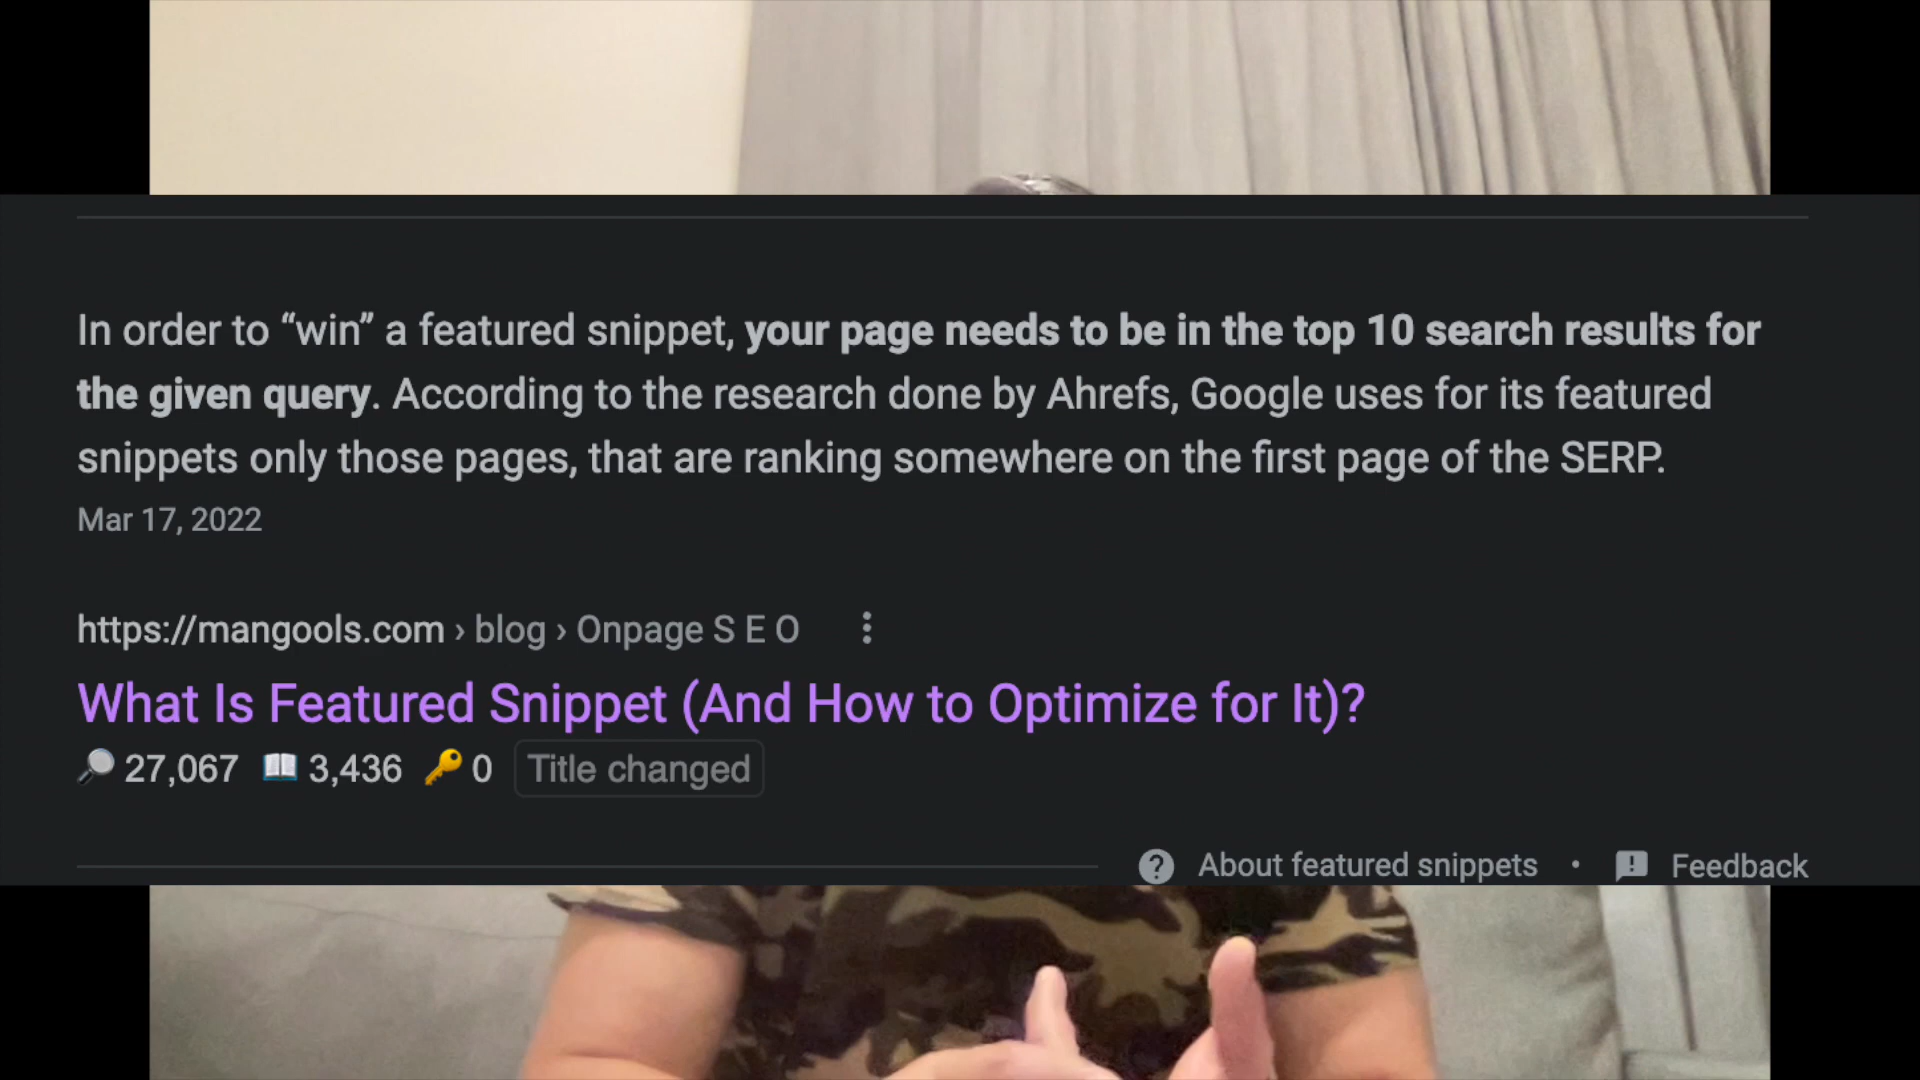 In order to “win” a featured snippet, your page needs to be in the top 10 search results for
the given query. According to the research done by Ahrefs, Google uses for its featured
snippets only those pages, that are ranking somewhere on the first page of the SERP.
Mar 17, 2022
https://mangools.com › blog › Onpage S E O
What Is Featured Snippet (And How to Optimize for It)?
27,067 3,436 0 Title changed
About featured snippets • Feedback